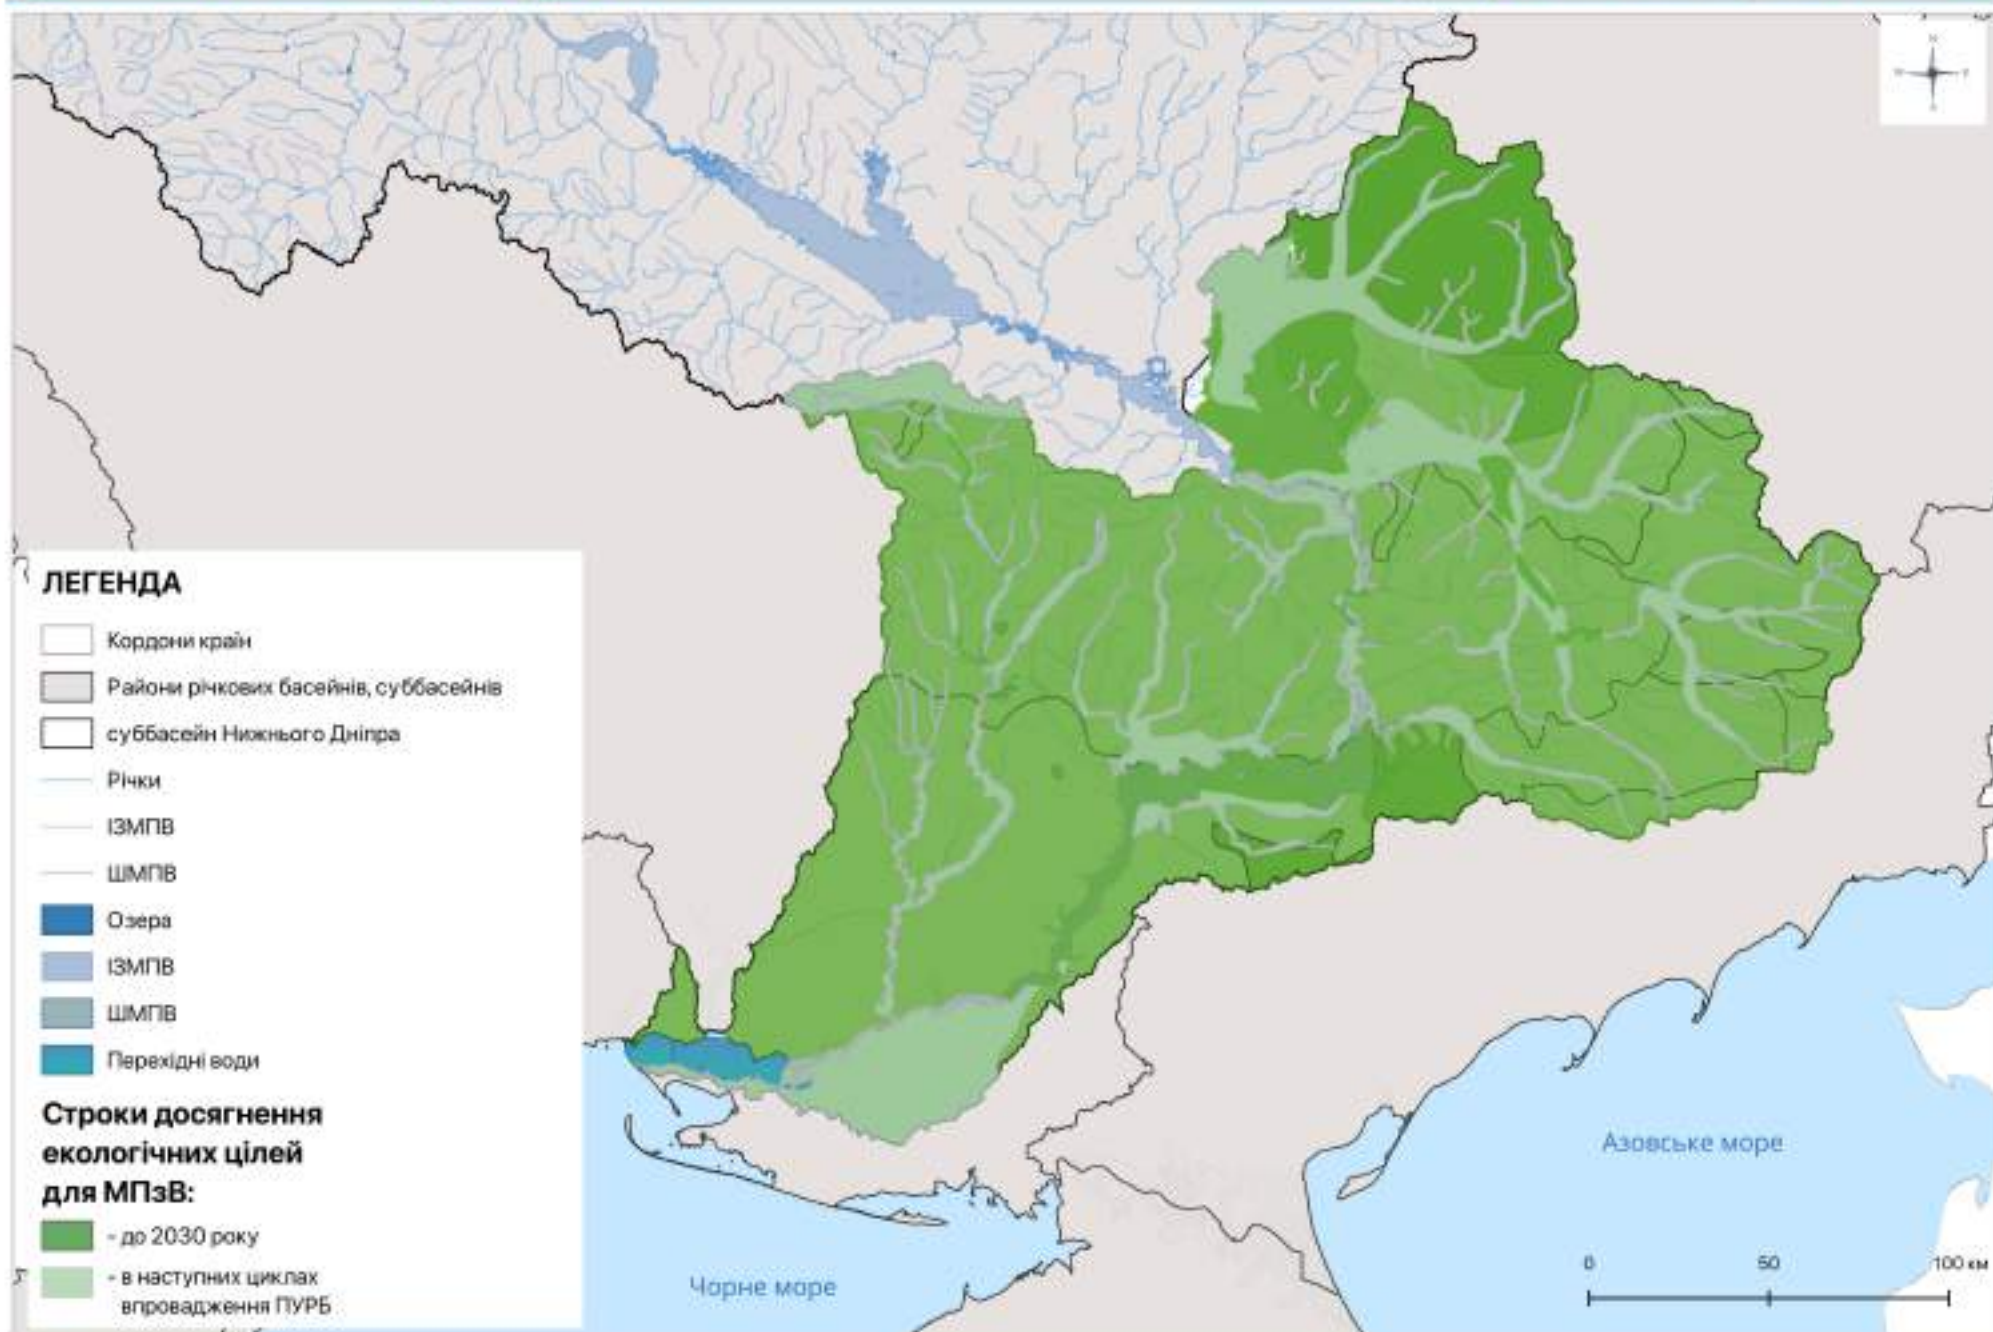 N
ЛЕГЕНДА
Кордони країн
Райони річкових басейнів, суббасейнів
суббасейн Нижнього Дніпра
Річки
ІЗМПВ
ШМПВ
Озера
ІЗМПВ
ШМПВ
Перехідні води
Строки досягнення
екологічних цілей
для МПзВ:
- до 2030 року
- в наступних циклах
впровадження ПУРБ
Чорне море
Азовське море
0 50 100 км